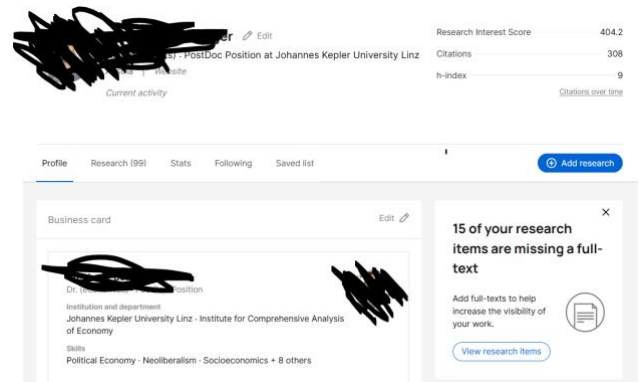 er Edit
s) · PostDoc Position at Johannes Kepler University Linz
Website
Current activity
Research Interest Score 404.2
Citations 308
h-index 9
Citations over time
Profile Research (99) Stats Following Saved list
Add research
Business card Edit
Dr. Position
Institution and department
Johannes Kepler University Linz · Institute for Comprehensive Analysis
of Economy
Skills
Political Economy · Neoliberalism · Socioeconomics + 8 others
15 of your research
items are missing a full-
text
Add full-texts to help
increase the visibility of
your work.
View research items